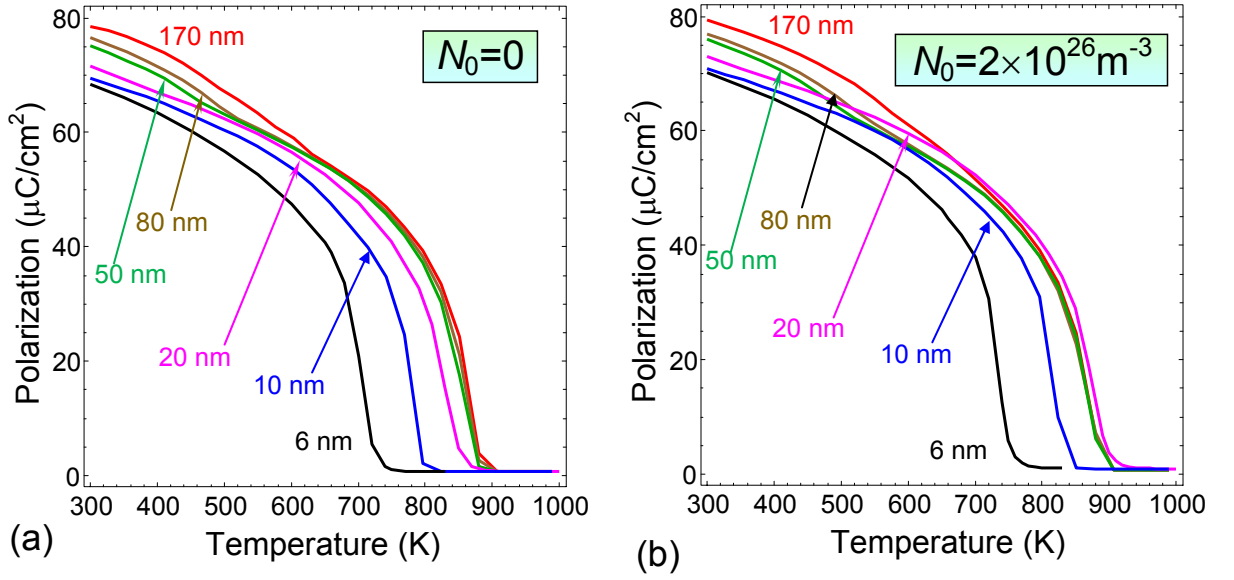 80
60
40
20
0
Polarization (μC/cm²)
170 nm
N₀=0
50 nm
80 nm
20 nm
10 nm
6 nm
300 400 500 600 700 800 900 1000
Temperature (K)
(a)
80
60
40
20
0
Polarization (μC/cm²)
170 nm
N₀=2×10²⁶m⁻³
50 nm
80 nm
20 nm
10 nm
6 nm
300 400 500 600 700 800 900 1000
Temperature (K)
(b)